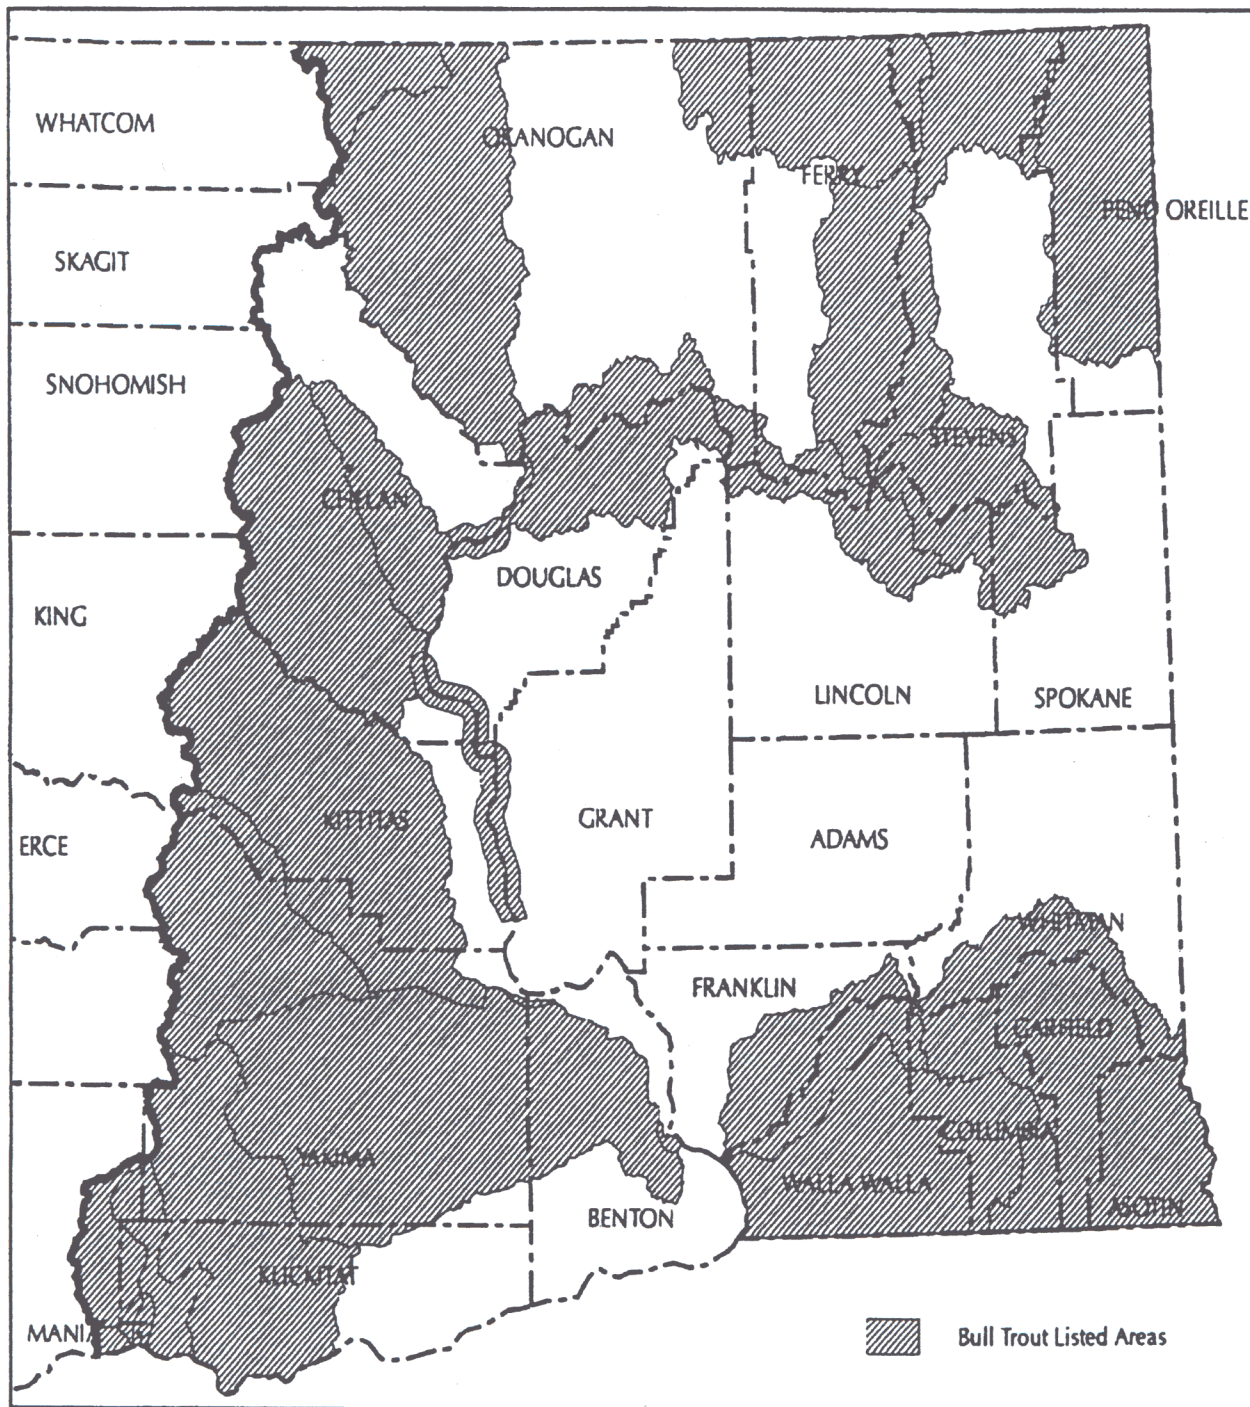 WHATCOM
OKANOGAN
FERRY
PEND OREILLE
SKAGIT
SNOHOMISH
STEVENS
CHELAN
DOUGLAS
KING
LINCOLN
SPOKANE
KITTITAS
GRANT
ADAMS
ERCE
WHITMAN
FRANKLIN
GARFIELD
COLUMBIA
YAKIMA
WALLA WALLA
ASOTIN
BENTON
KLICKITAT
MANIA
Bull Trout Listed Areas